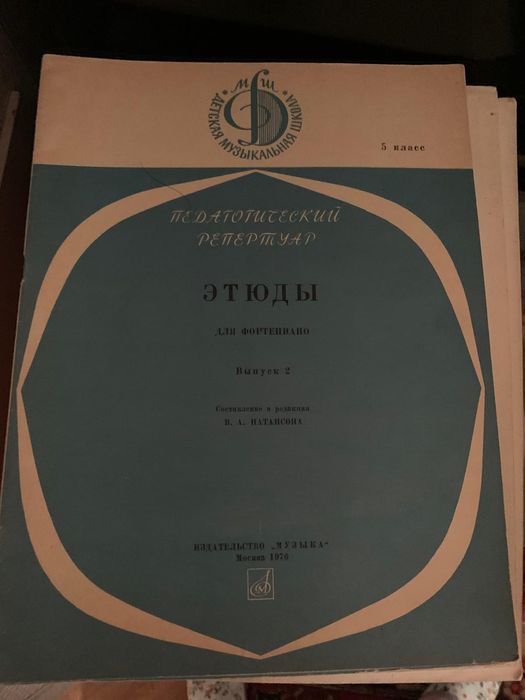 МШ
ДЕТСКАЯ МУЗЫКАЛЬНАЯ ШКОЛА
5 класс
ПЕДАГОГИЧЕСКИЙ
РЕПЕРТУАР
ЭТЮДЫ
ДЛЯ ФОРТЕПИАНО
Выпуск 2
Составление и редакция
В. А. НАТАНСОНА
ИЗДАТЕЛЬСТВО „МУЗЫКА“
Москва 1976